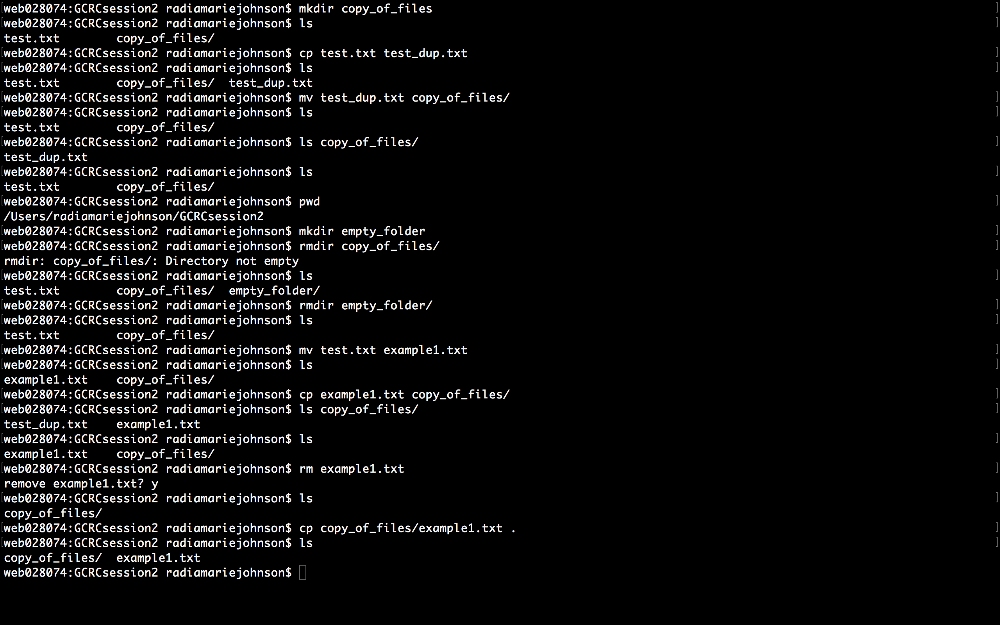 [web028074:GCRCsession2 radiamariejohnson$ mkdir copy_of_files ]
[web028074:GCRCsession2 radiamariejohnson$ ls ]
test.txt        copy_of_files/
[web028074:GCRCsession2 radiamariejohnson$ cp test.txt test_dup.txt ]
[web028074:GCRCsession2 radiamariejohnson$ ls ]
test.txt        copy_of_files/  test_dup.txt
[web028074:GCRCsession2 radiamariejohnson$ mv test_dup.txt copy_of_files/ ]
[web028074:GCRCsession2 radiamariejohnson$ ls ]
test.txt        copy_of_files/
[web028074:GCRCsession2 radiamariejohnson$ ls copy_of_files/ ]
test_dup.txt
[web028074:GCRCsession2 radiamariejohnson$ ls ]
test.txt        copy_of_files/
[web028074:GCRCsession2 radiamariejohnson$ pwd ]
/Users/radiamariejohnson/GCRCsession2
[web028074:GCRCsession2 radiamariejohnson$ mkdir empty_folder ]
[web028074:GCRCsession2 radiamariejohnson$ rmdir copy_of_files/ ]
rmdir: copy_of_files/: Directory not empty
[web028074:GCRCsession2 radiamariejohnson$ ls ]
test.txt        copy_of_files/  empty_folder/
[web028074:GCRCsession2 radiamariejohnson$ rmdir empty_folder/ ]
[web028074:GCRCsession2 radiamariejohnson$ ls ]
test.txt        copy_of_files/
[web028074:GCRCsession2 radiamariejohnson$ mv test.txt example1.txt ]
[web028074:GCRCsession2 radiamariejohnson$ ls ]
example1.txt    copy_of_files/
[web028074:GCRCsession2 radiamariejohnson$ cp example1.txt copy_of_files/ ]
[web028074:GCRCsession2 radiamariejohnson$ ls copy_of_files/ ]
test_dup.txt    example1.txt
[web028074:GCRCsession2 radiamariejohnson$ ls ]
example1.txt    copy_of_files/
[web028074:GCRCsession2 radiamariejohnson$ rm example1.txt ]
remove example1.txt? y
[web028074:GCRCsession2 radiamariejohnson$ ls ]
copy_of_files/
[web028074:GCRCsession2 radiamariejohnson$ cp copy_of_files/example1.txt . ]
[web028074:GCRCsession2 radiamariejohnson$ ls ]
copy_of_files/  example1.txt
web028074:GCRCsession2 radiamariejohnson$